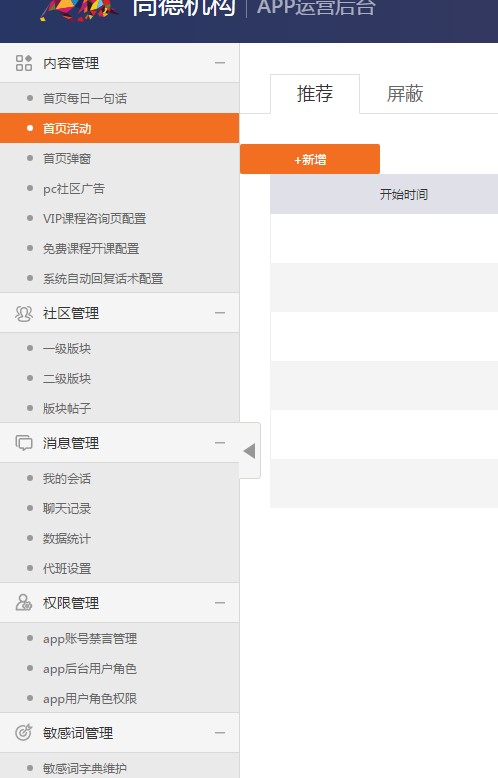 尚德机构 | APP运营后台
内容管理
首页每日一句话
首页活动
首页弹窗
pc社区广告
VIP课程咨询页配置
免费课程开课配置
系统自动回复话术配置
社区管理
一级版块
二级版块
版块帖子
消息管理
我的会话
聊天记录
数据统计
代班设置
权限管理
app账号禁言管理
app后台用户角色
app用户角色权限
敏感词管理
敏感词字典维护
推荐 屏蔽
+新增
开始时间